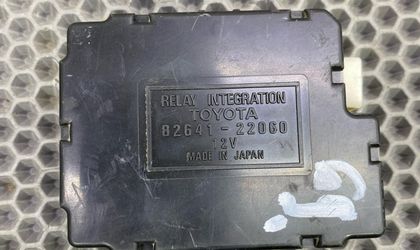 RELAY INTEGRATION
TOYOTA
82641-22060
12V
MADE IN JAPAN